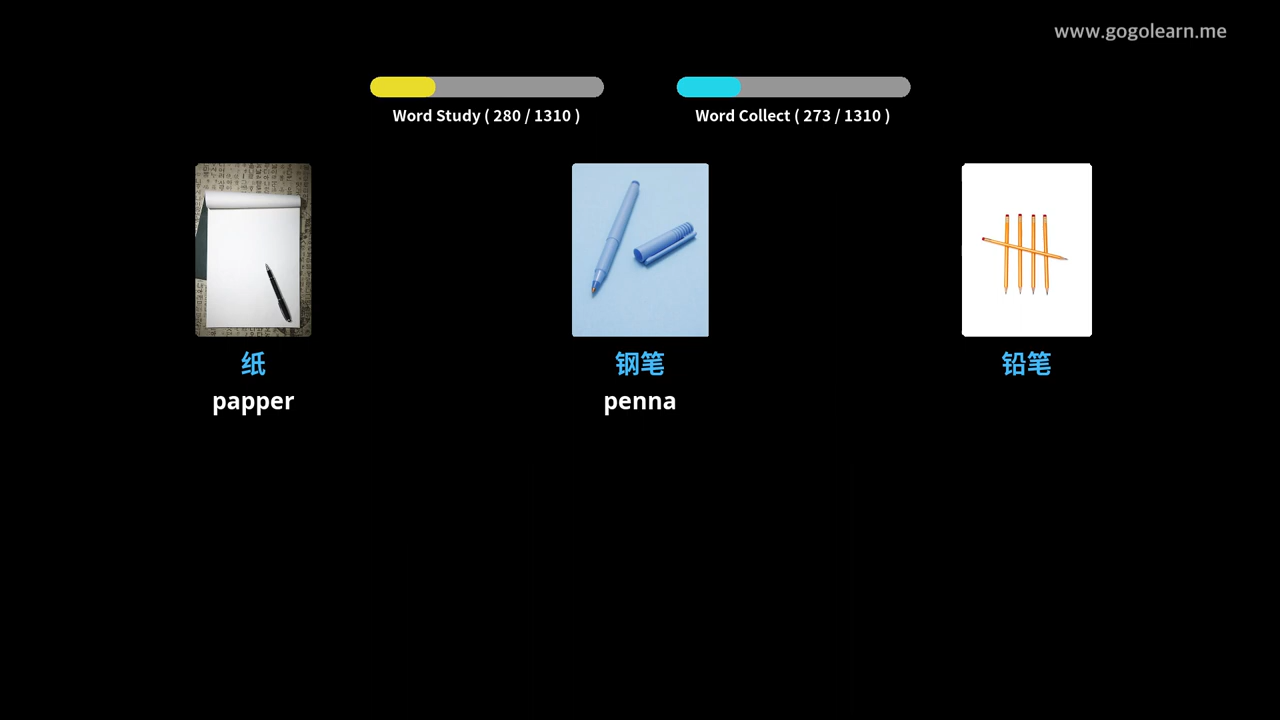 www.gogolearn.me
Word Study ( 280 / 1310 )
Word Collect ( 273 / 1310 )
纸
钢笔
铅笔
papper
penna